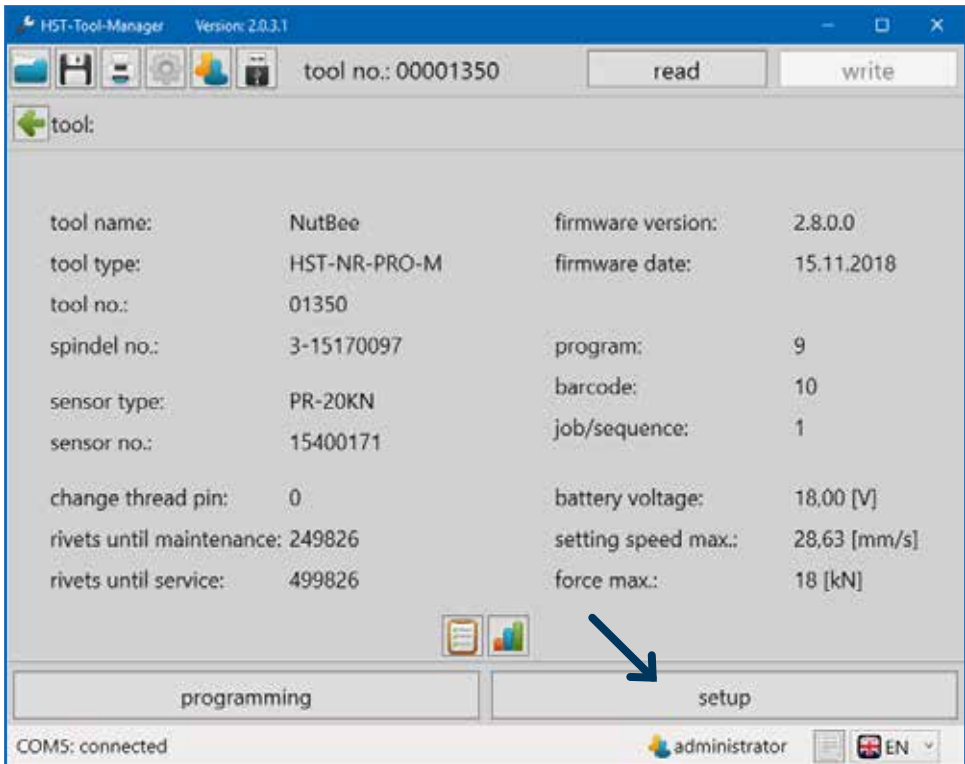 HST-Tool-Manager Version: 2.0.3.1
tool no.: 00001350 read write
tool:
tool name: NutBee firmware version: 2.8.0.0
tool type: HST-NR-PRO-M firmware date: 15.11.2018
tool no.: 01350
spindel no.: 3-15170097 program: 9
sensor type: PR-20KN barcode: 10
sensor no.: 15400171 job/sequence: 1
change thread pin: 0 battery voltage: 18,00 [V]
rivets until maintenance: 249826 setting speed max.: 28,63 [mm/s]
rivets until service: 499826 force max.: 18 [kN]
programming setup
COM5: connected administrator EN